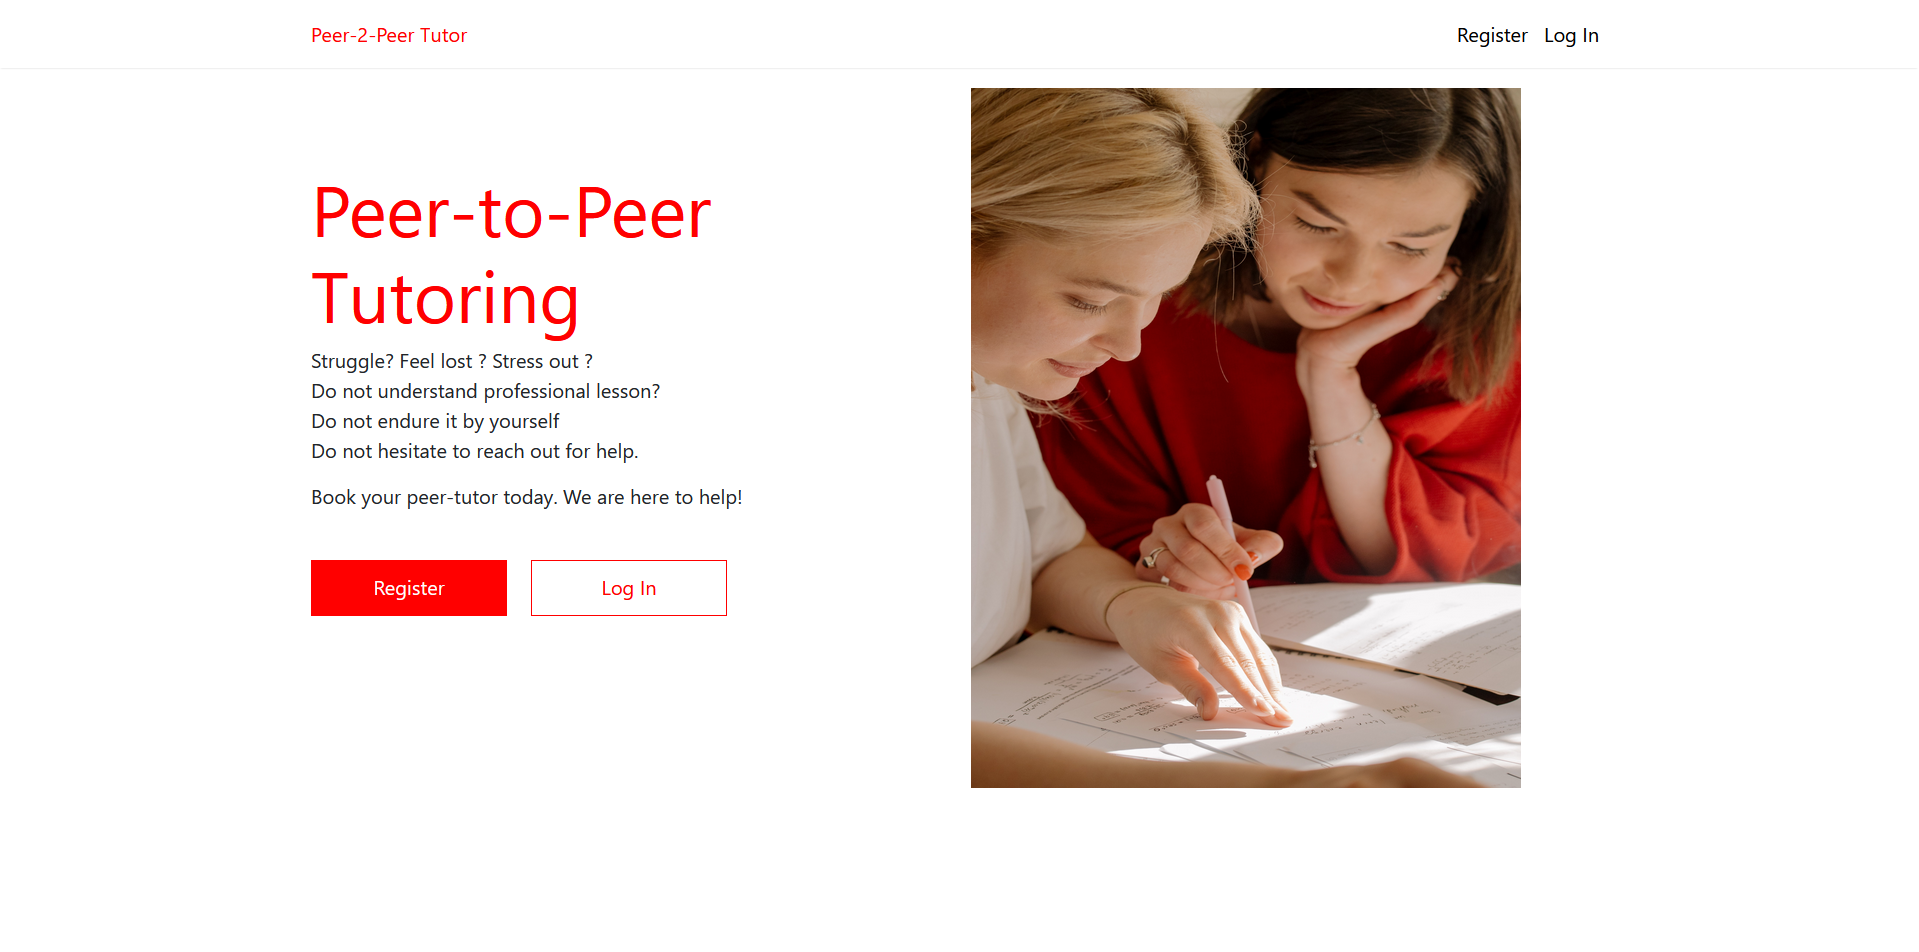 Peer-2-Peer Tutor
Register Log In
Peer-to-Peer
Tutoring
Struggle? Feel lost ? Stress out ?
Do not understand professional lesson?
Do not endure it by yourself
Do not hesitate to reach out for help.
Book your peer-tutor today. We are here to help!
Register Log In